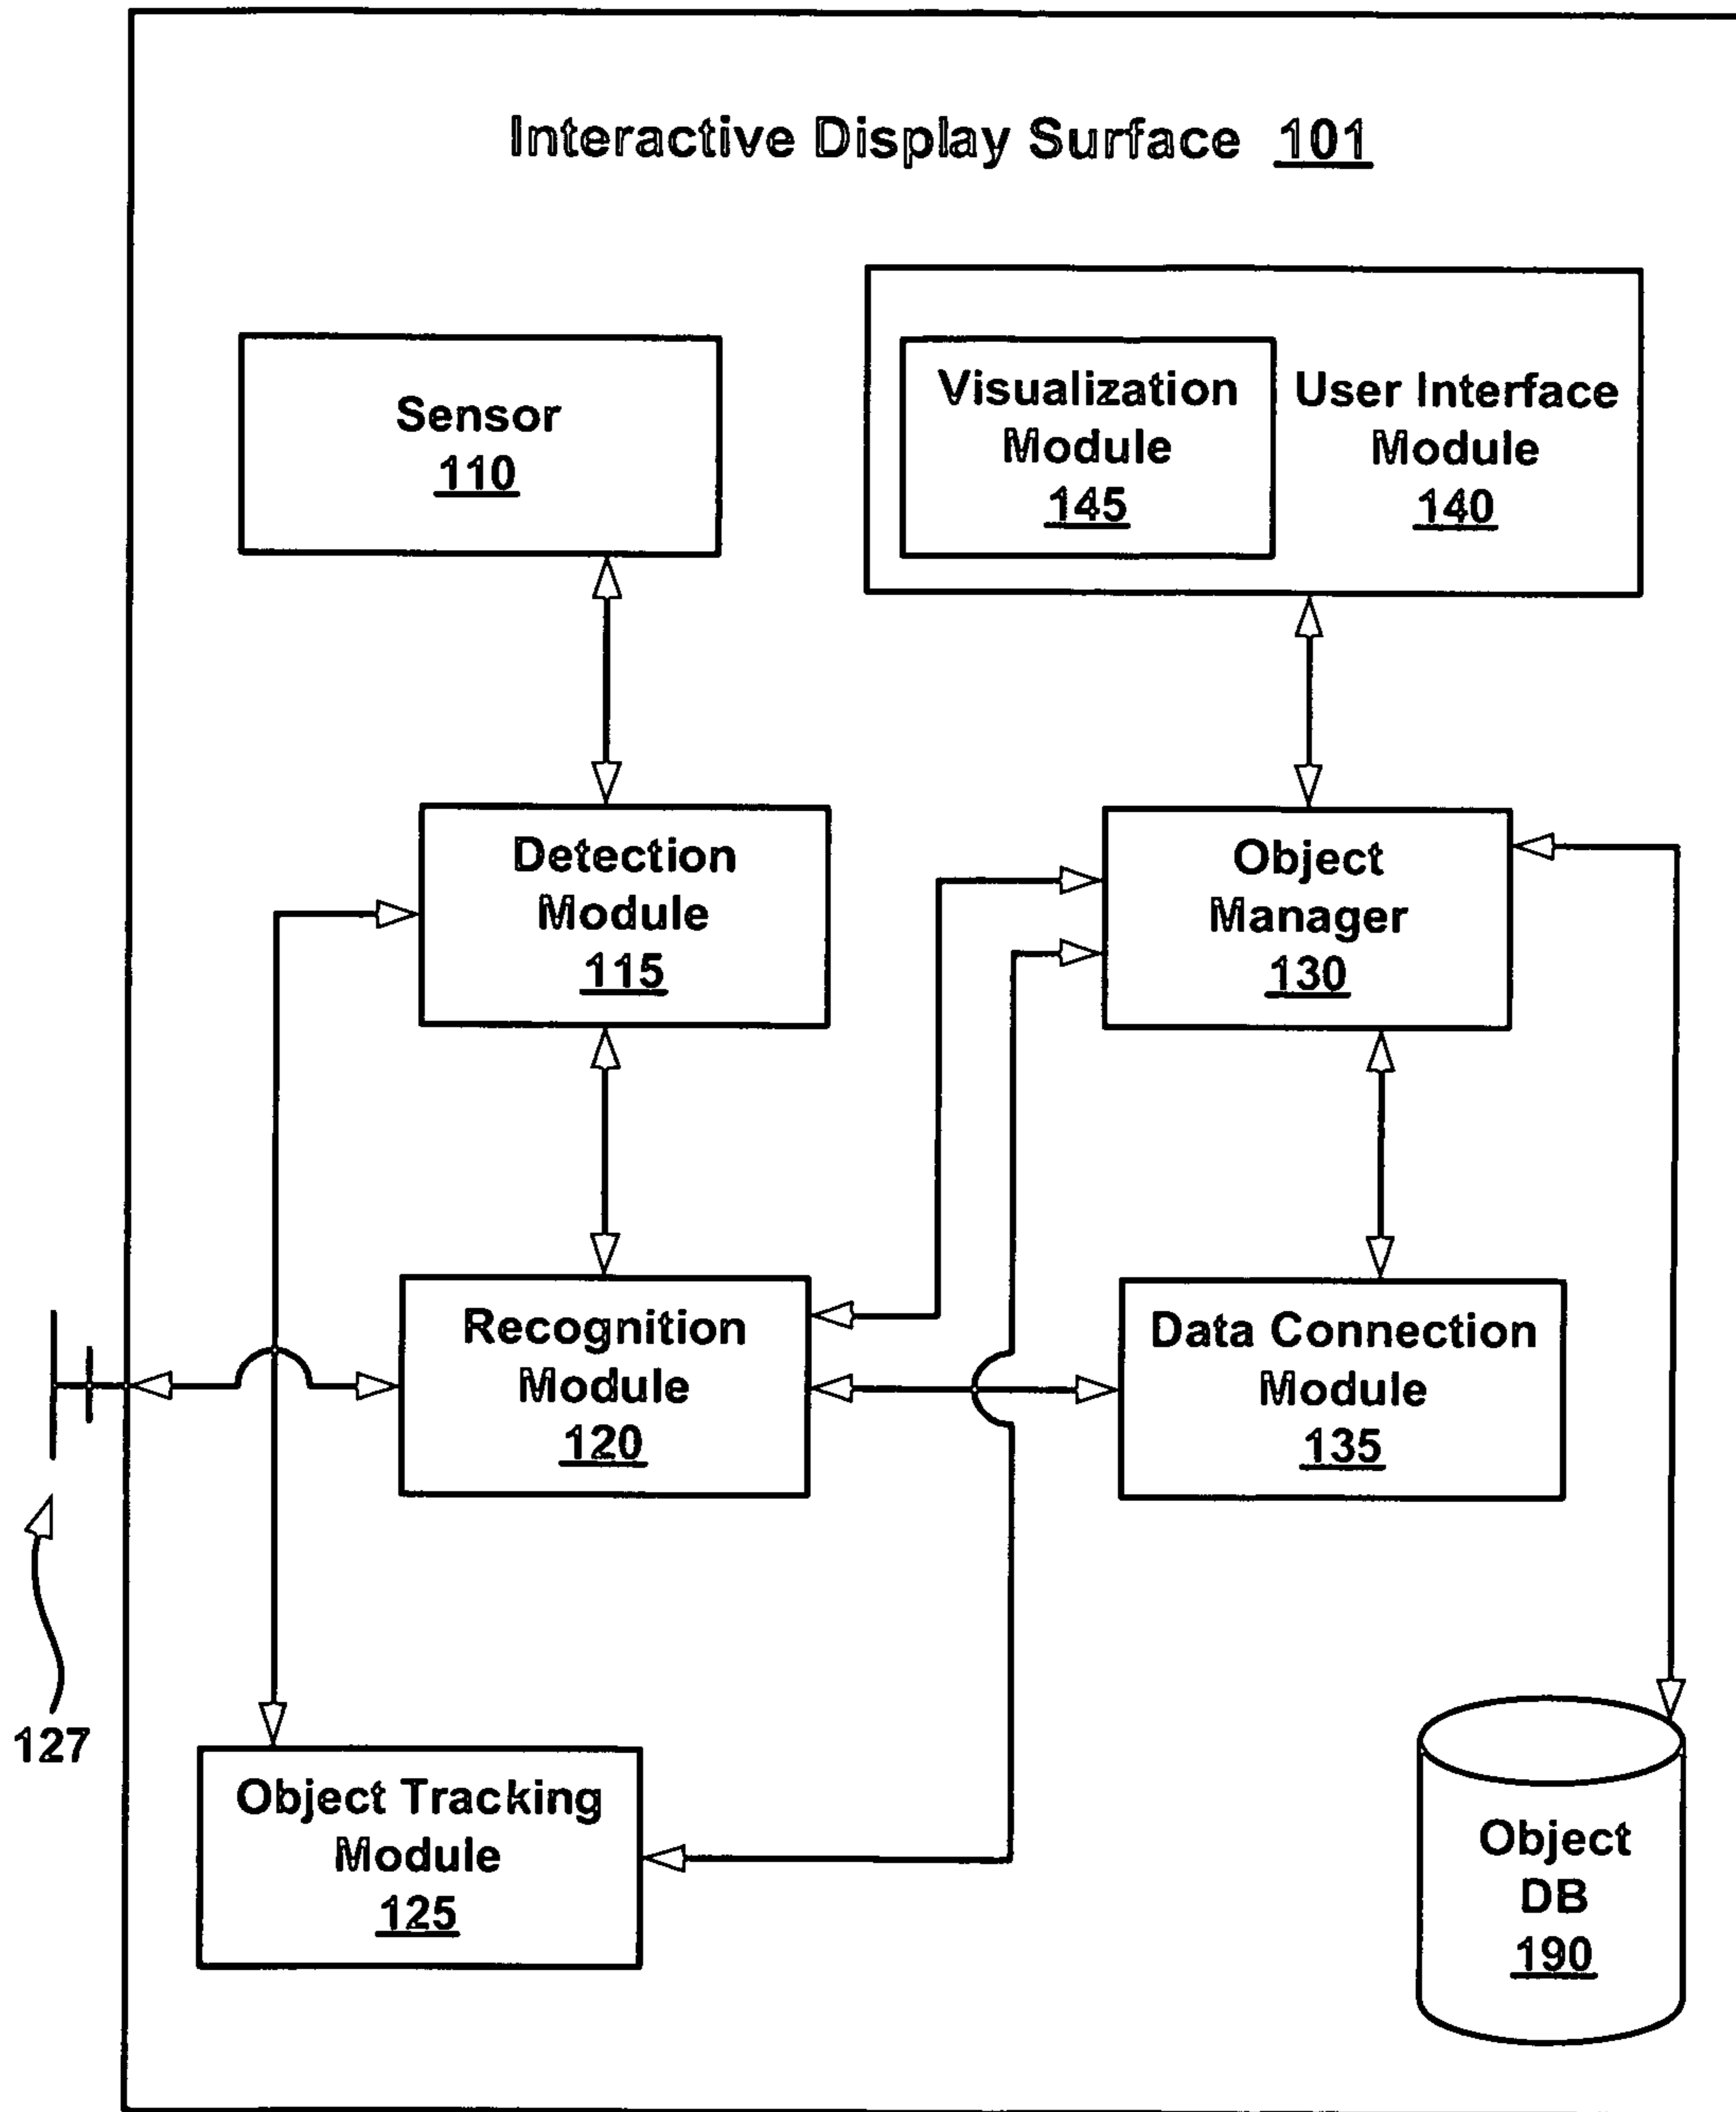 Interactive Display Surface 101
Sensor
110
Visualization
Module
145
User Interface
Module
140
Detection
Module
115
Object
Manager
130
Recognition
Module
120
Data Connection
Module
135
127
Object Tracking
Module
125
Object
DB
190